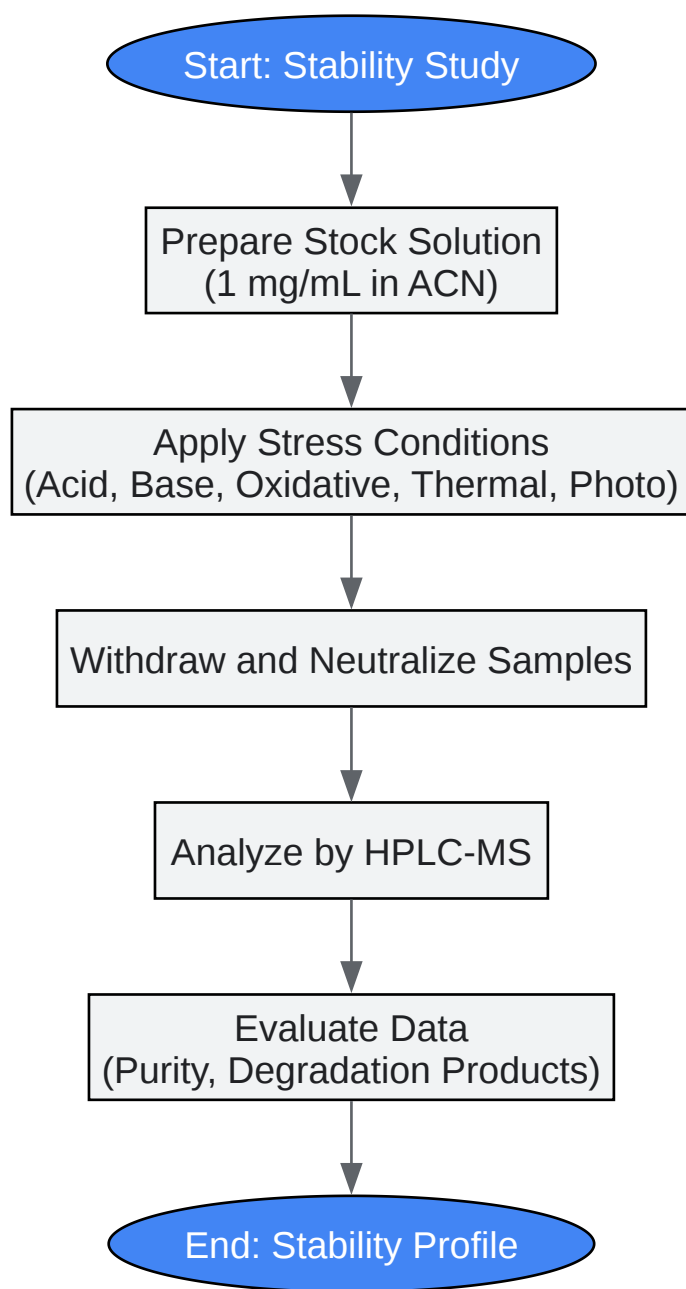 Start: Stability Study
Prepare Stock Solution
(1 mg/mL in ACN)
Apply Stress Conditions
(Acid, Base, Oxidative, Thermal, Photo)
Withdraw and Neutralize Samples
Analyze by HPLC-MS
Evaluate Data
(Purity, Degradation Products)
End: Stability Profile